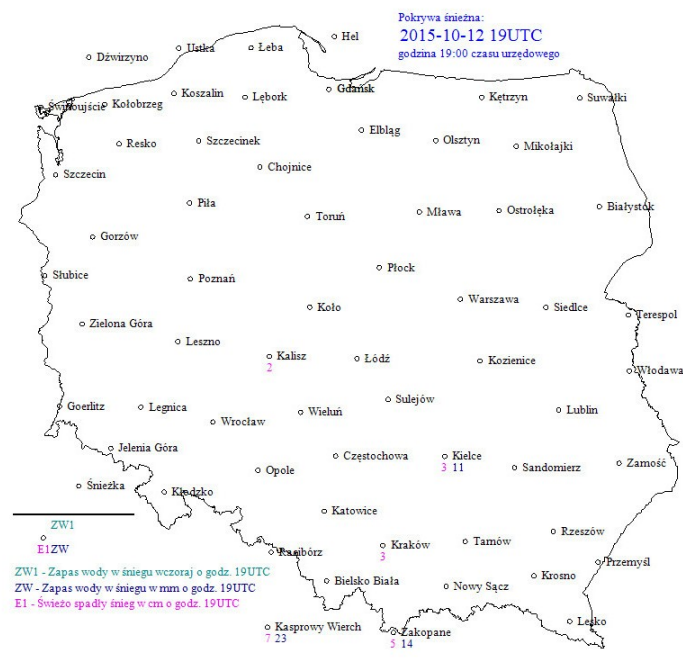 Pokrywa śnieżna:
2015-10-12 19UTC
godzina 19:00 czasu urzędowego
Hel
Ustka
Łeba
Dźwirzyno
Gdańsk
Koszalin
Lębork
Kętrzyn
Suwałki
Świnoujście
Kołobrzeg
Elbląg
Resko
Szczecinek
Olsztyn
Mikołajki
Chojnice
Szczecin
Piła
Toruń
Mława
Ostrołęka
Białystok
Gorzów
Płock
Słubice
Poznań
Koło
Warszawa
Siedlce
Terespol
Zielona Góra
Leszno
Kalisz
2
Łódź
Kozienice
Włodawa
Sulejów
Goerlitz
Legnica
Wieluń
Lublin
Wrocław
Jelenia Góra
Częstochowa
Kielce
3 11
Opole
Sandomierz
Zamość
Śnieżka
Kłodzko
Katowice
ZW1
E1ZW
Rzeszów
Tarnów
Kraków
3
Racibórz
Przemyśl
ZW1 - Zapas wody w śniegu wczoraj o godz. 19UTC
Krosno
Bielsko Biała
Nowy Sącz
ZW - Zapas wody w śniegu w mm o godz. 19UTC
E1 - Świeżo spadły śnieg w cm o godz. 19UTC
Lesko
Kasprowy Wierch
7 23
Zakopane
5 14